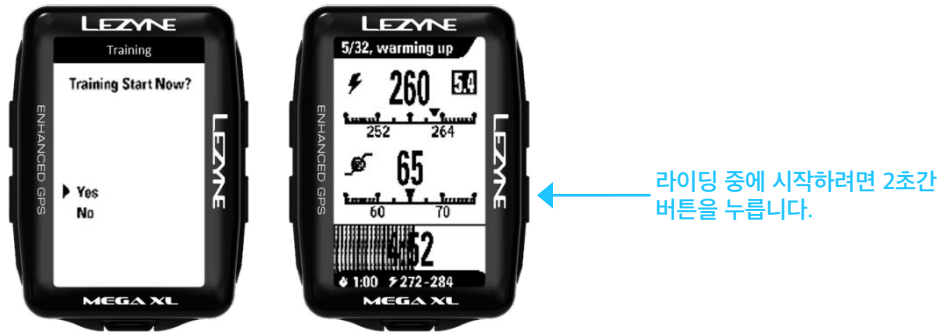 LEZYNE
Training
Training Start Now?
Yes
No
ENHANCED GPS
LEZYNE
MEGA XL
LEZYNE
5/32, warming up
260
5.4
252 264
65
60 70
4:52
1:00 272-284
ENHANCED GPS
LEZYNE
MEGA XL
라이딩 중에 시작하려면 2초간
버튼을 누릅니다.